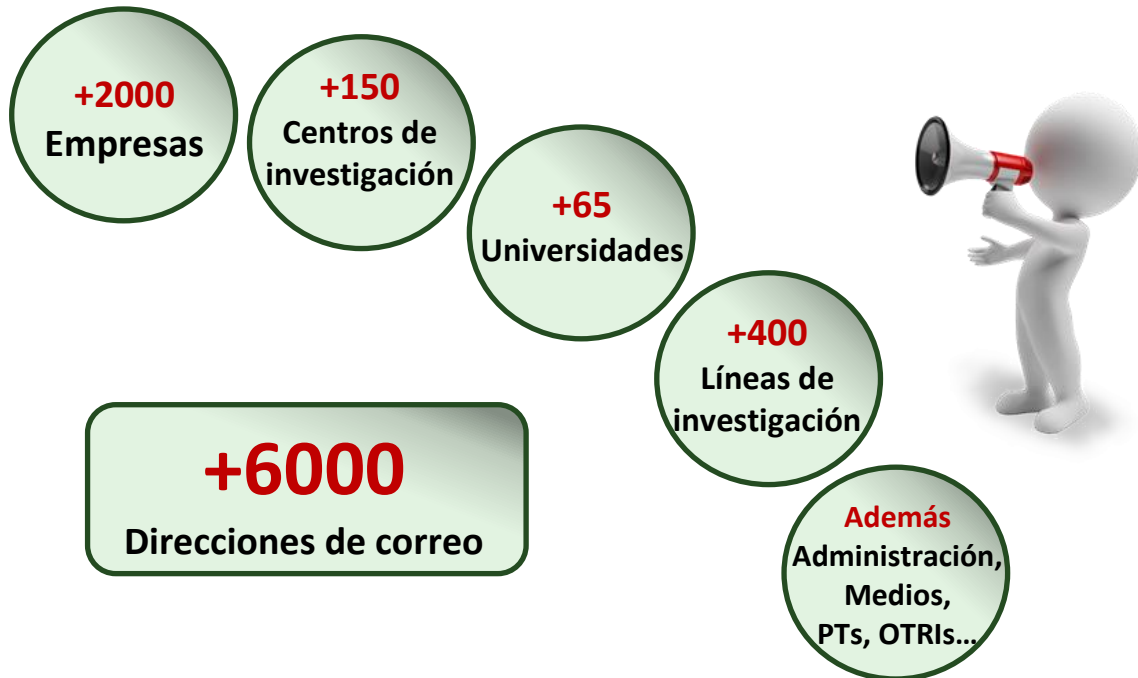 +2000
Empresas
+150
Centros de
investigación
+65
Universidades
+400
Líneas de
investigación
+6000
Direcciones de correo
Además
Administración,
Medios,
PTs, OTRIs...